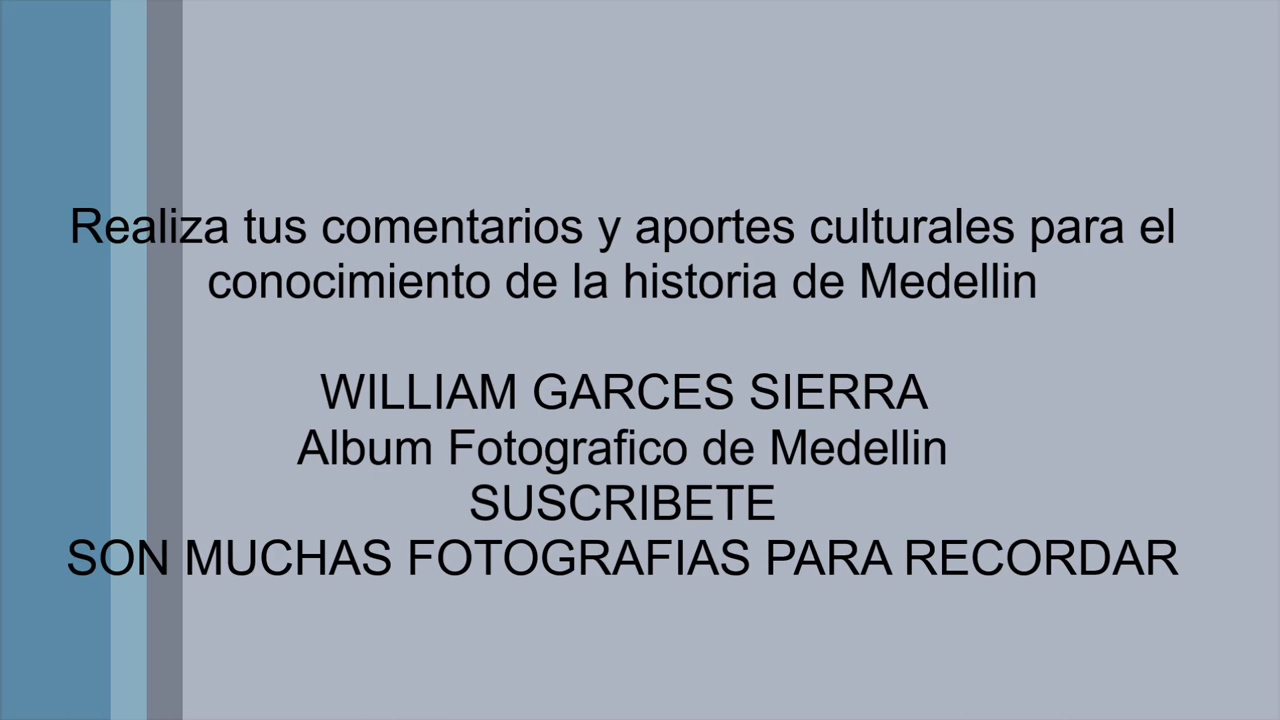 Realiza tus comentarios y aportes culturales para el
conocimiento de la historia de Medellin
WILLIAM GARCES SIERRA
Album Fotografico de Medellin
SUSCRIBETE
SON MUCHAS FOTOGRAFIAS PARA RECORDAR